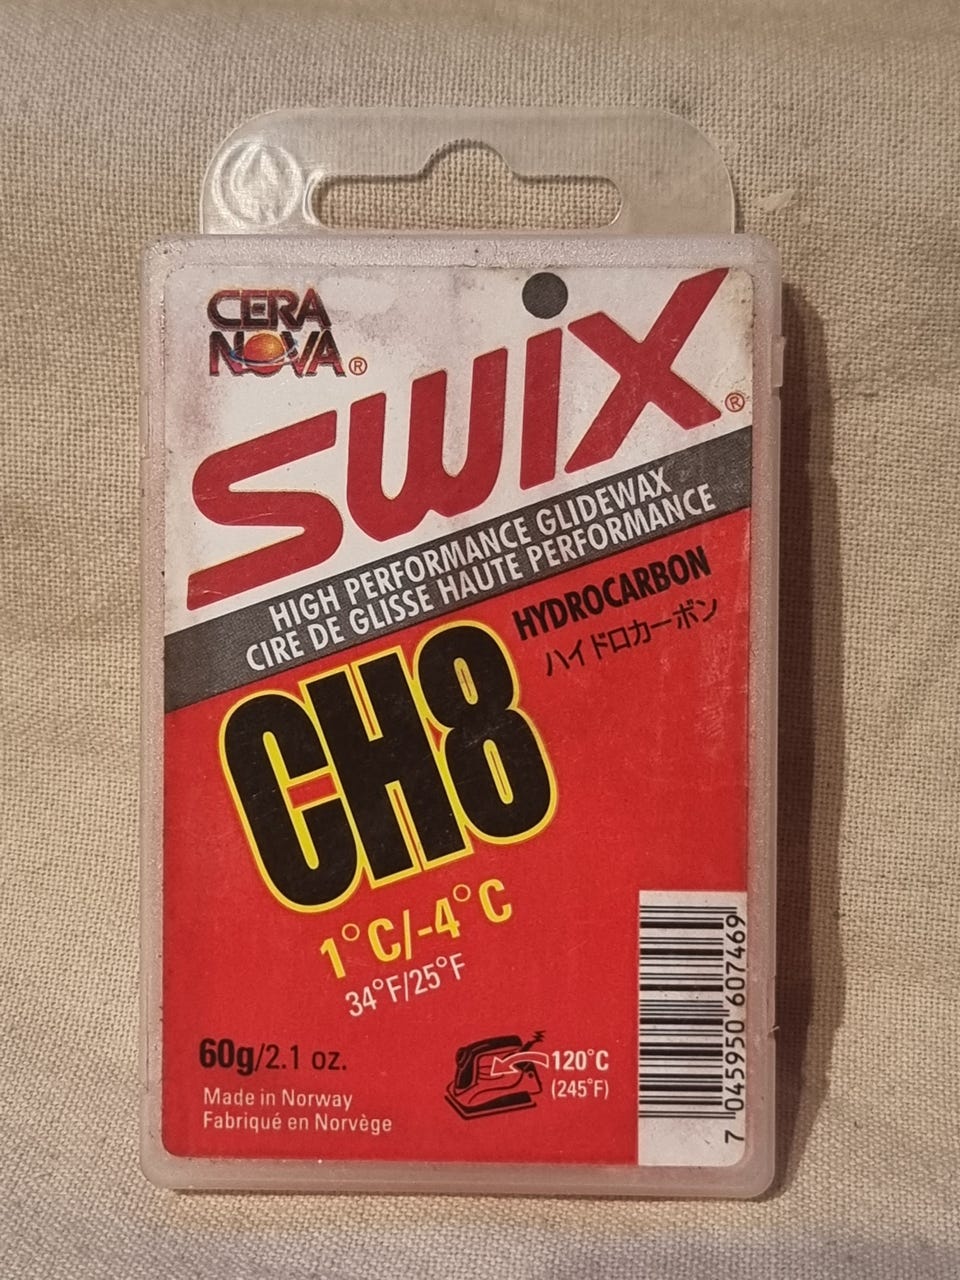 CERA
NOVA®
SWIX®
HIGH PERFORMANCE GLIDEWAX
CIRE DE GLISSE HAUTE PERFORMANCE
HYDROCARBON
ハイドロカーボン
CH8
1°C/-4°C
34°F/25°F
60g/2.1 oz.
120°C
(245°F)
Made in Norway
Fabriqué en Norvège
7 045950 607469